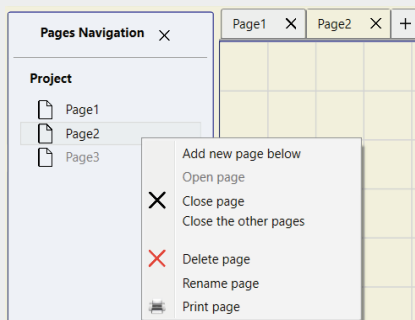 Pages Navigation
Project
Page1
Page2
Page3
Page1
Page2
Add new page below
Open page
Close page
Close the other pages
Delete page
Rename page
Print page